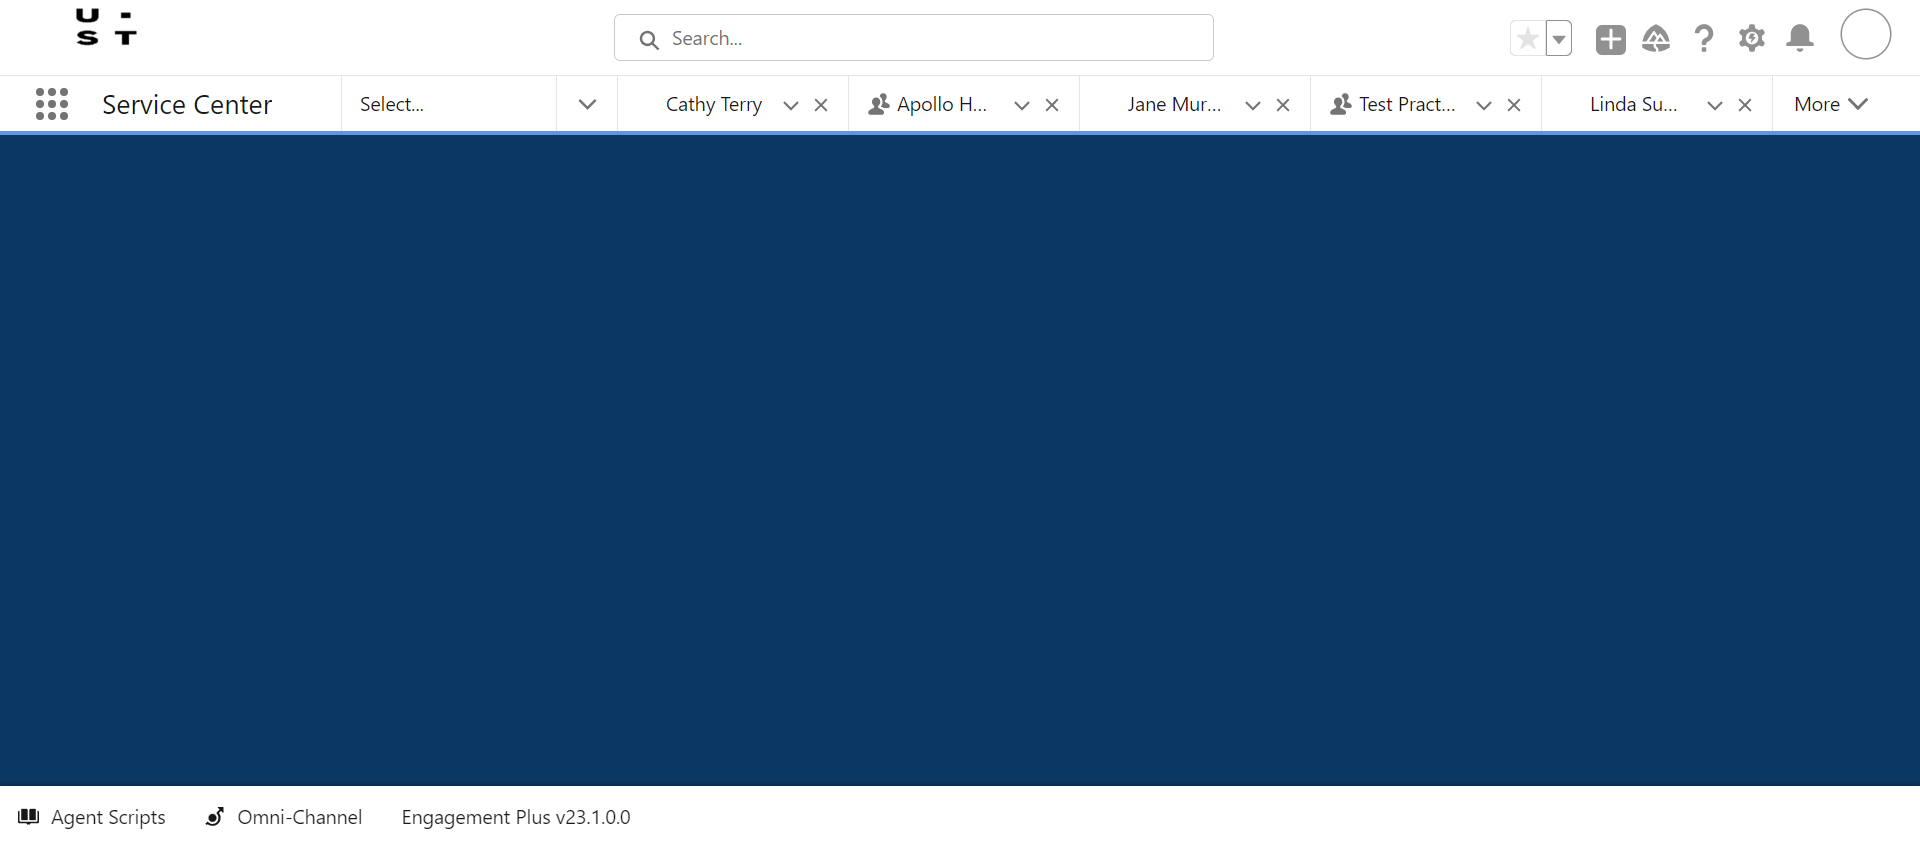 U -
S T
Search...
Service Center
Select...
Cathy Terry
Apollo H...
Jane Mur...
Test Pract...
Linda Su...
More
Agent Scripts
Omni-Channel
Engagement Plus v23.1.0.0